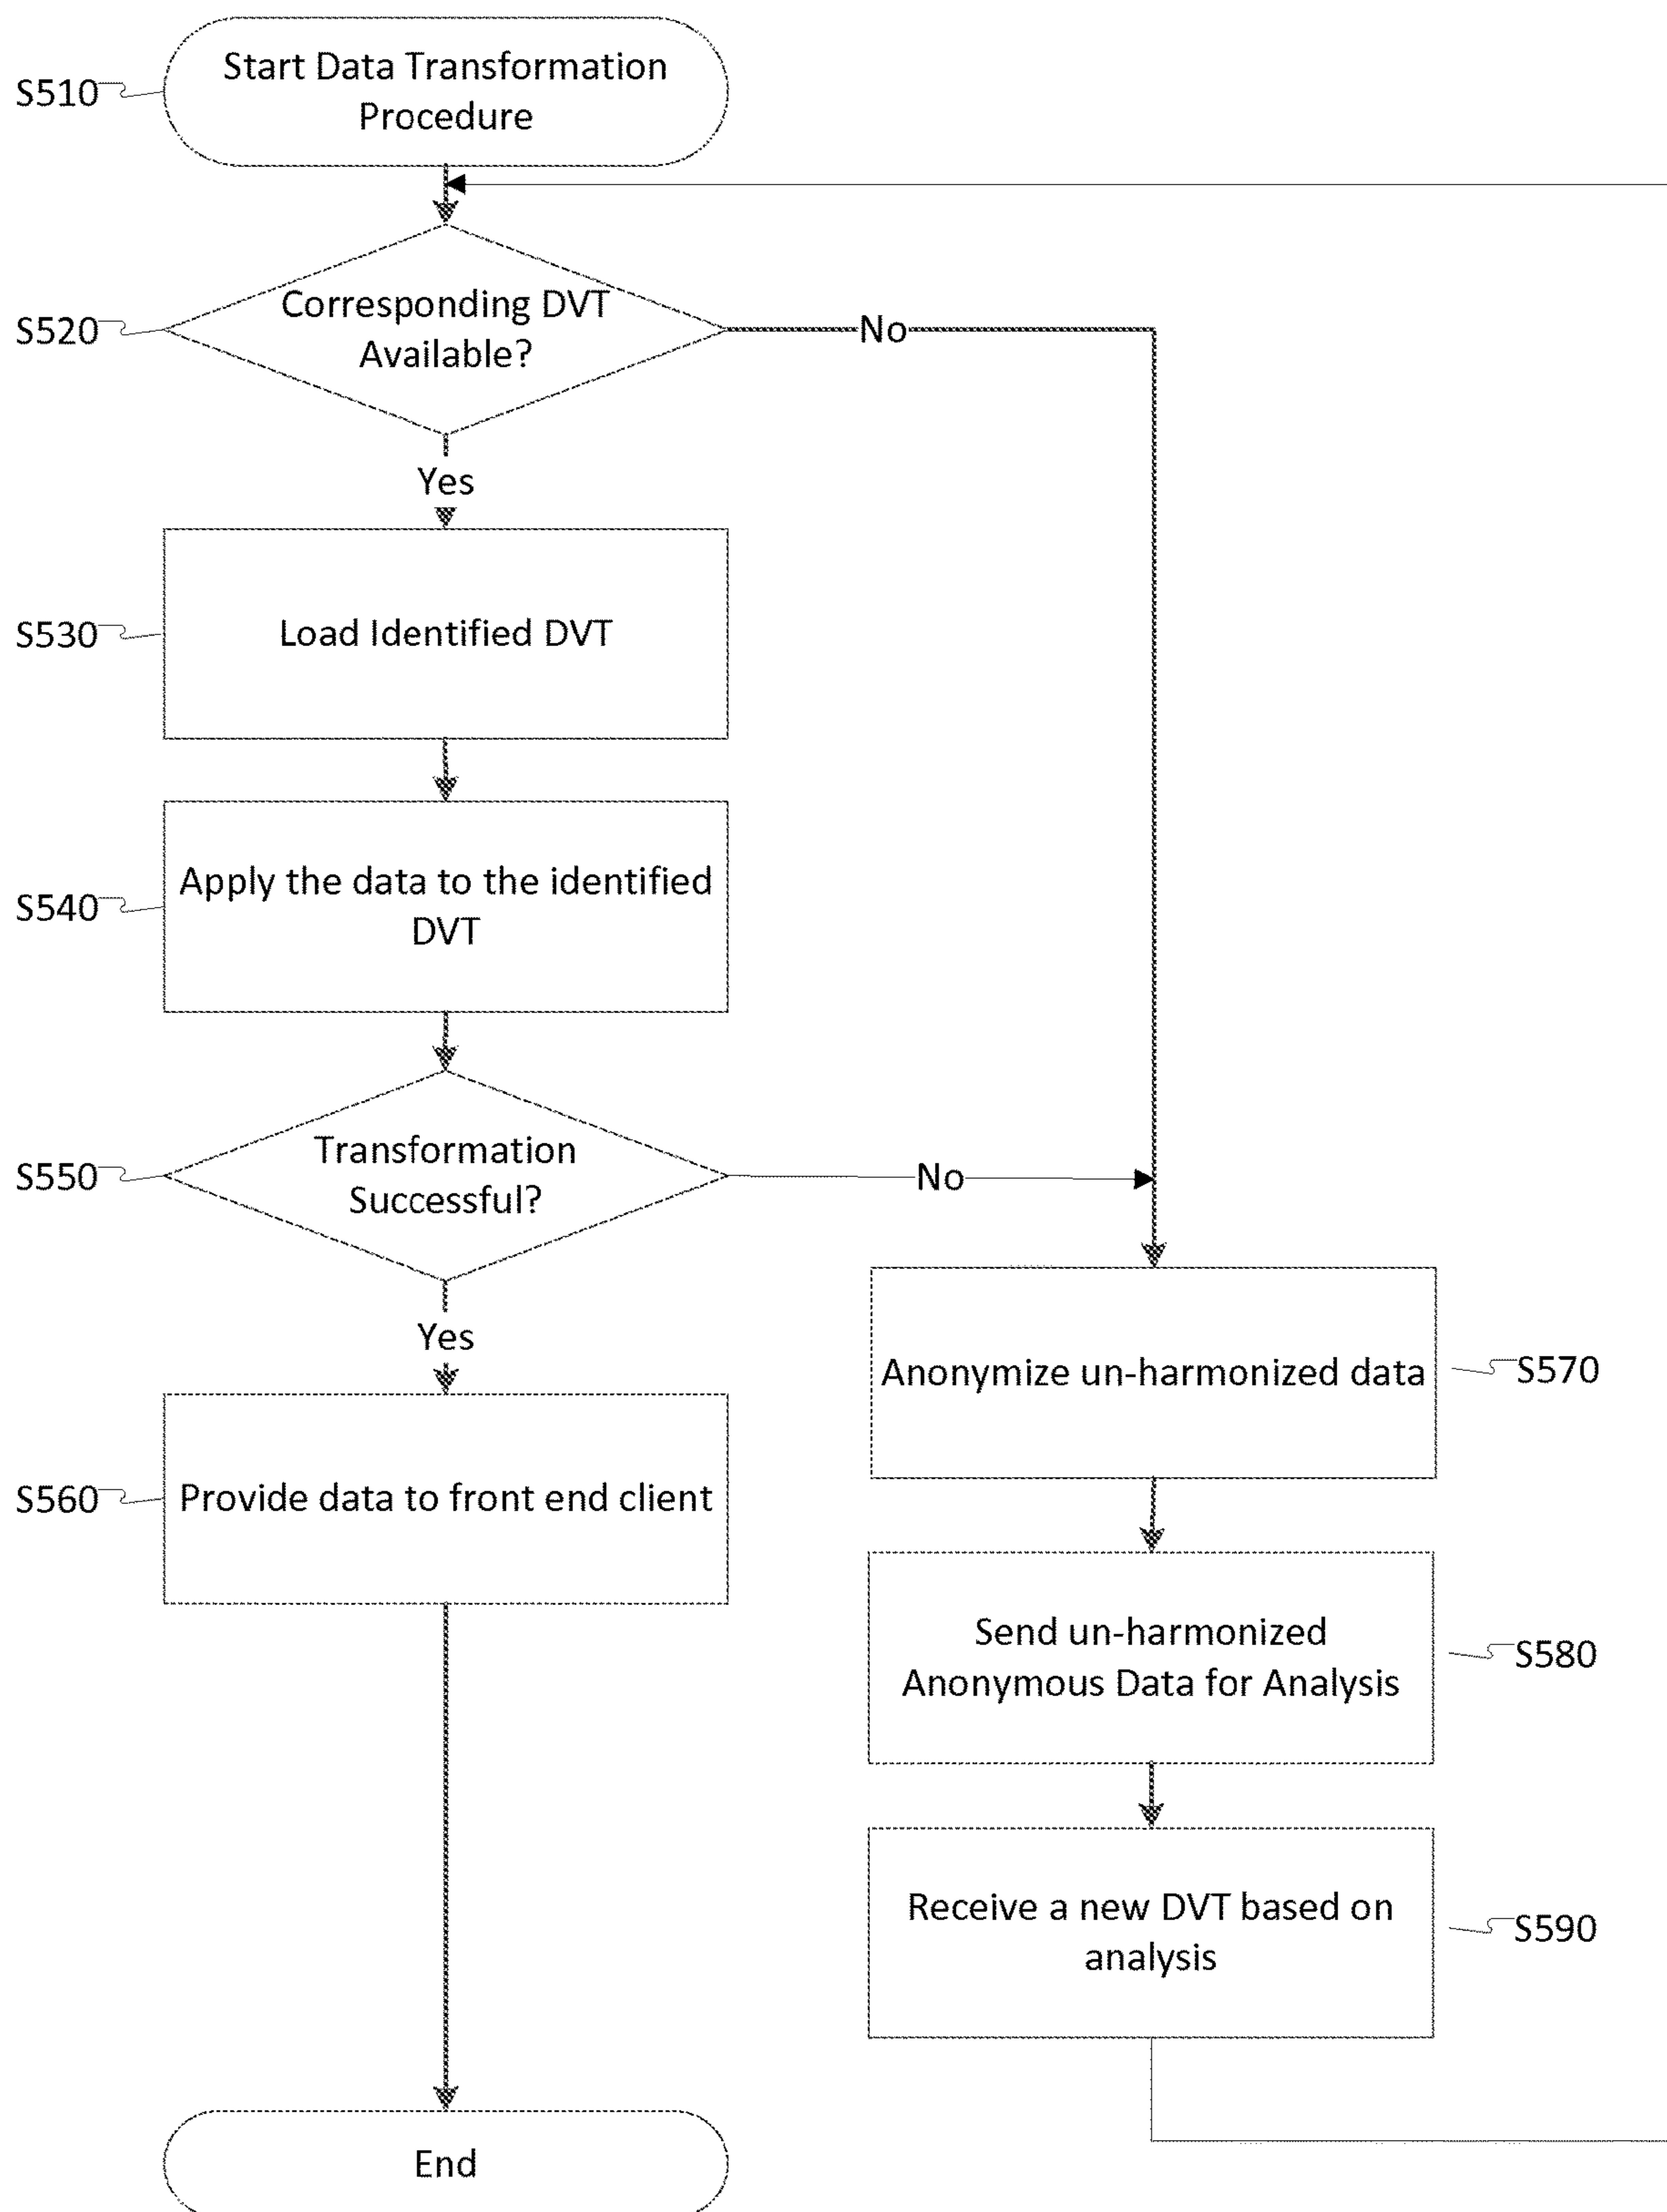 Start Data Transformation
Procedure
S510
Corresponding DVT
Available?
S520
No
Yes
Load Identified DVT
S530
Apply the data to the identified
DVT
S540
Transformation
Successful?
S550
No
Yes
Provide data to front end client
S560
Anonymize un-harmonized data
S570
Send un-harmonized
Anonymous Data for Analysis
S580
Receive a new DVT based on
analysis
S590
End